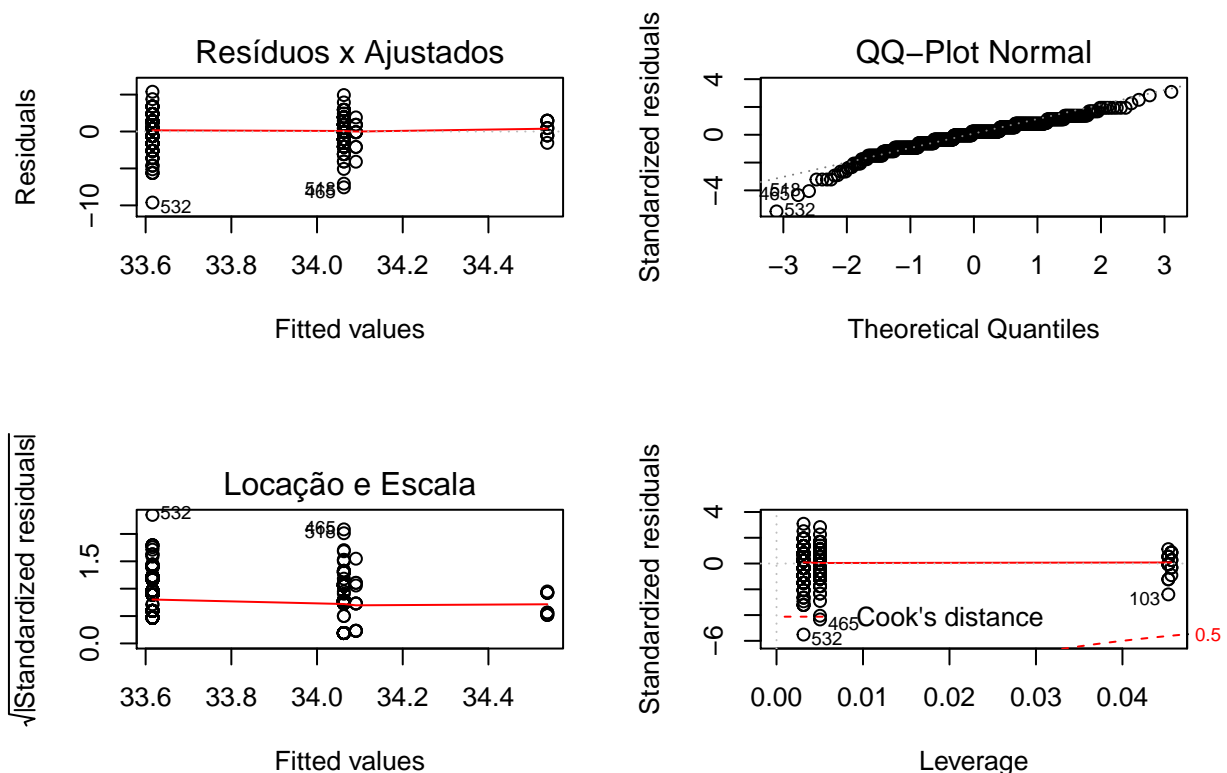 Resíduos x Ajustados
Residuals
0
−10
532
518
465
33.6 33.8 34.0 34.2 34.4
Fitted values
QQ−Plot Normal
Standardized residuals
4
0
−4
518
465
532
−3 −2 −1 0 1 2 3
Theoretical Quantiles
Locação e Escala
√|Standardized residuals|
1.5
0.0
532
465
518
33.6 33.8 34.0 34.2 34.4
Fitted values
Standardized residuals
4
0
−6
103
Cook's distance
465
532
0.5
0.00 0.01 0.02 0.03 0.04
Leverage